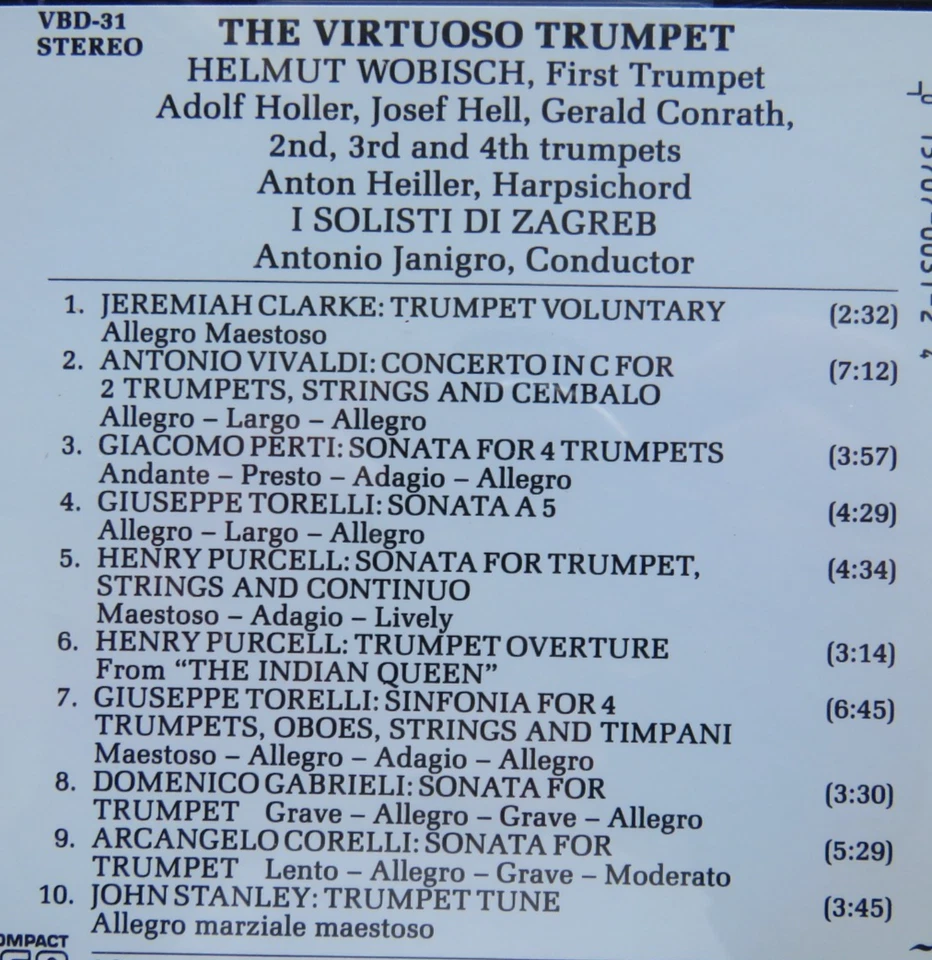 VBD-31
STEREO
THE VIRTUOSO TRUMPET
HELMUT WOBISCH, First Trumpet
Adolf Holler, Josef Hell, Gerald Conrath,
2nd, 3rd and 4th trumpets
Anton Heiller, Harpsichord
I SOLISTI DI ZAGREB
Antonio Janigro, Conductor
1. JEREMIAH CLARKE: TRUMPET VOLUNTARY (2:32)
Allegro Maestoso
2. ANTONIO VIVALDI: CONCERTO IN C FOR (7:12)
2 TRUMPETS, STRINGS AND CEMBALO
Allegro – Largo – Allegro
3. GIACOMO PERTI: SONATA FOR 4 TRUMPETS (3:57)
Andante – Presto – Adagio – Allegro
4. GIUSEPPE TORELLI: SONATA A 5 (4:29)
Allegro – Largo – Allegro
5. HENRY PURCELL: SONATA FOR TRUMPET, (4:34)
STRINGS AND CONTINUO
Maestoso – Adagio – Lively
6. HENRY PURCELL: TRUMPET OVERTURE (3:14)
From “THE INDIAN QUEEN”
7. GIUSEPPE TORELLI: SINFONIA FOR 4 (6:45)
TRUMPETS, OBOES, STRINGS AND TIMPANI
Maestoso – Allegro – Adagio – Allegro
8. DOMENICO GABRIELI: SONATA FOR (3:30)
TRUMPET Grave – Allegro – Grave – Allegro
9. ARCANGELO CORELLI: SONATA FOR (5:29)
TRUMPET Lento – Allegro – Grave – Moderato
10. JOHN STANLEY: TRUMPET TUNE (3:45)
Allegro marziale maestoso